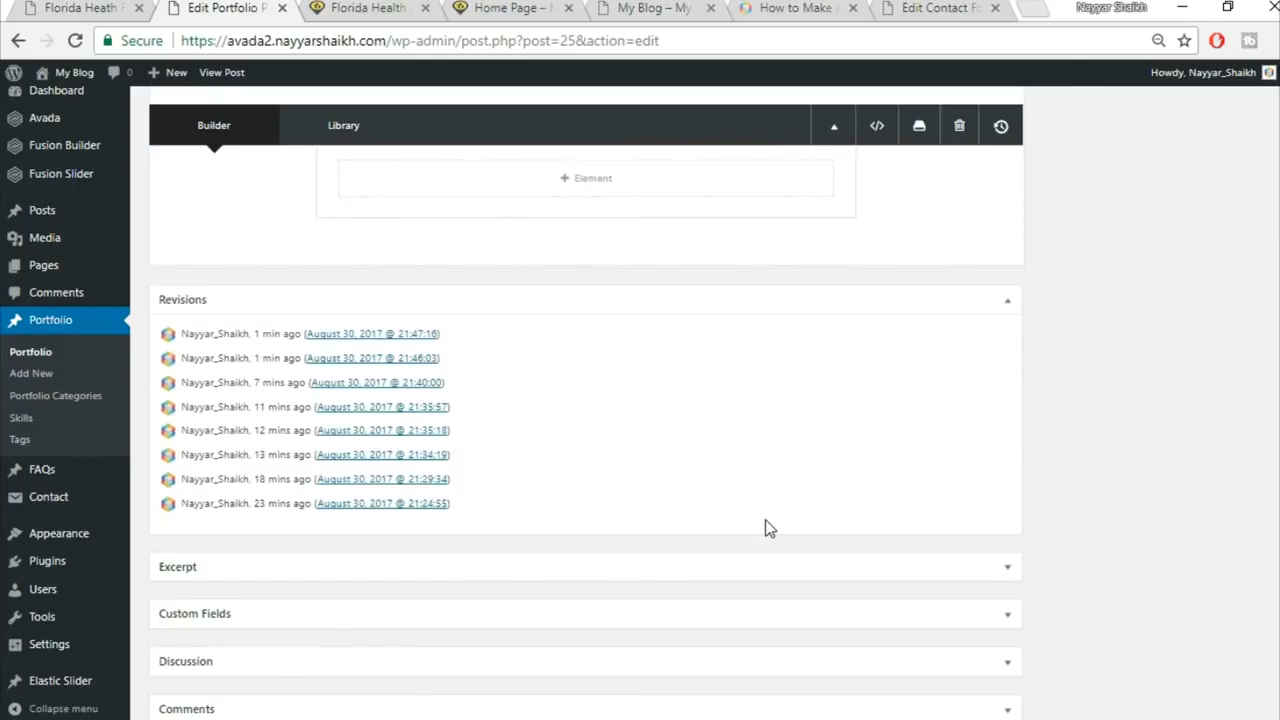 Florida Heath F
Edit Portfolio P
Florida Health
Home Page –
My Blog – My
How to Make
Edit Contact Fo
Nayyar Shaikh
Secure
https://avada2.nayyarshaikh.com/wp-admin/post.php?post=25&action=edit
My Blog
0
New
View Post
Howdy, Nayyar_Shaikh
Dashboard
Avada
Fusion Builder
Fusion Slider
Posts
Media
Pages
Comments
Portfolio
Portfolio
Add New
Portfolio Categories
Skills
Tags
FAQs
Contact
Appearance
Plugins
Users
Tools
Settings
Elastic Slider
Collapse menu
Builder
Library
+ Element
Revisions
Nayyar_Shaikh, 1 min ago (August 30, 2017 @ 21:47:16)
Nayyar_Shaikh, 1 min ago (August 30, 2017 @ 21:46:03)
Nayyar_Shaikh, 7 mins ago (August 30, 2017 @ 21:40:00)
Nayyar_Shaikh, 11 mins ago (August 30, 2017 @ 21:35:57)
Nayyar_Shaikh, 12 mins ago (August 30, 2017 @ 21:35:18)
Nayyar_Shaikh, 13 mins ago (August 30, 2017 @ 21:34:19)
Nayyar_Shaikh, 18 mins ago (August 30, 2017 @ 21:29:34)
Nayyar_Shaikh, 23 mins ago (August 30, 2017 @ 21:24:55)
Excerpt
Custom Fields
Discussion
Comments